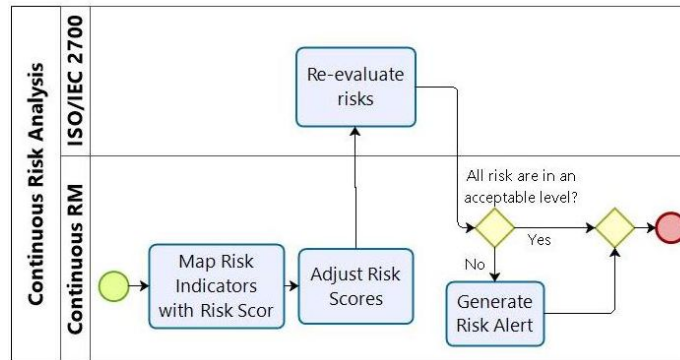 Continuous Risk Analysis
ISO/IEC 2700
Continuous RM
Re-evaluate
risks
All risk are in an
acceptable level?
Yes
No
Map Risk
Indicators
with Risk Scor
Adjust Risk
Scores
Generate
Risk Alert